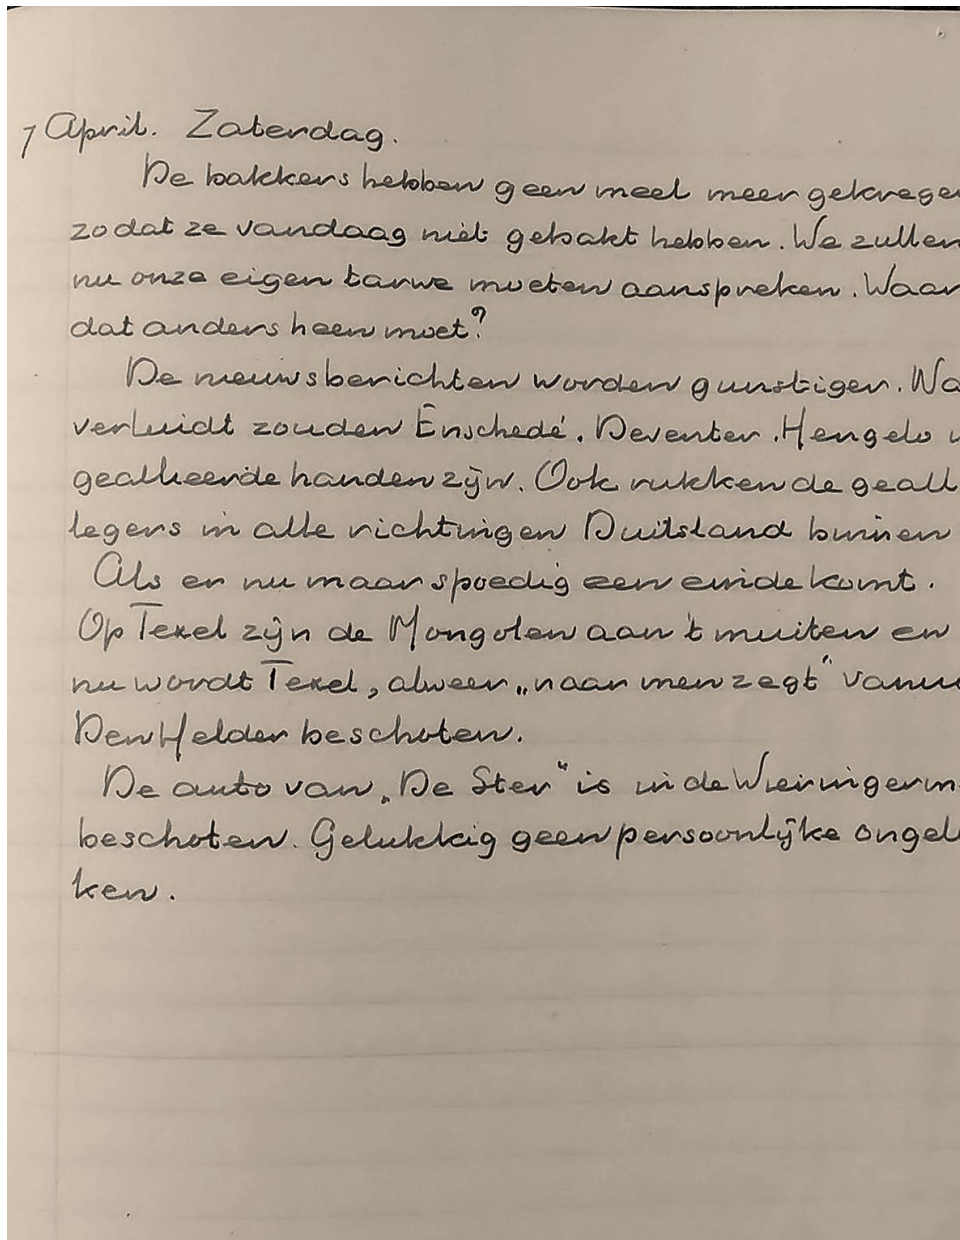 7 April. Zaterdag.
De bakkers hebben geen meel meer gekregen
zodat ze vandaag niet gebakt hebben. We zullen
nu onze eigen tarwe moeten aanspreken. Waar
dat anders heen moet?
De nieuwsberichten worden gunstiger. Na
verluidt zouden Enschedé. Deventer. Hengelo
geallieerde handen zijn. Ook rukken de geall
legers in alle richtingen Duitsland binnen
Als er nu maar spoedig een einde komt.
Op Texel zijn de Mongolen aan 't muiten en
nu wordt Texel, alweer „naar men zegt" vanu
Den Helder beschoten.
De auto van „De Ster" is in de Wieringerm
beschoten. Gelukkig geen persoonlijke ongel
ken.